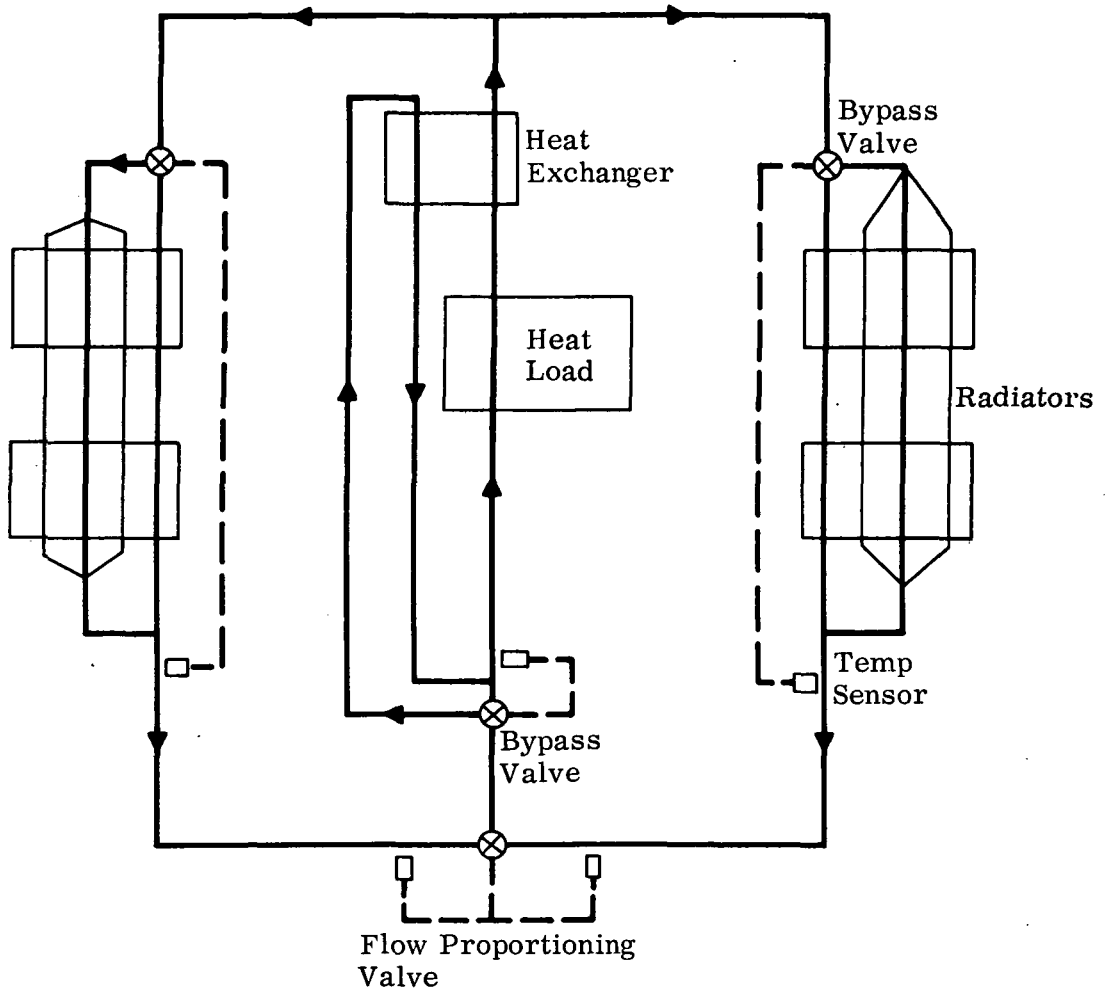 Bypass
Valve
Heat
Exchanger
Heat
Load
Radiators
Temp
Sensor
Bypass
Valve
Flow Proportioning
Valve